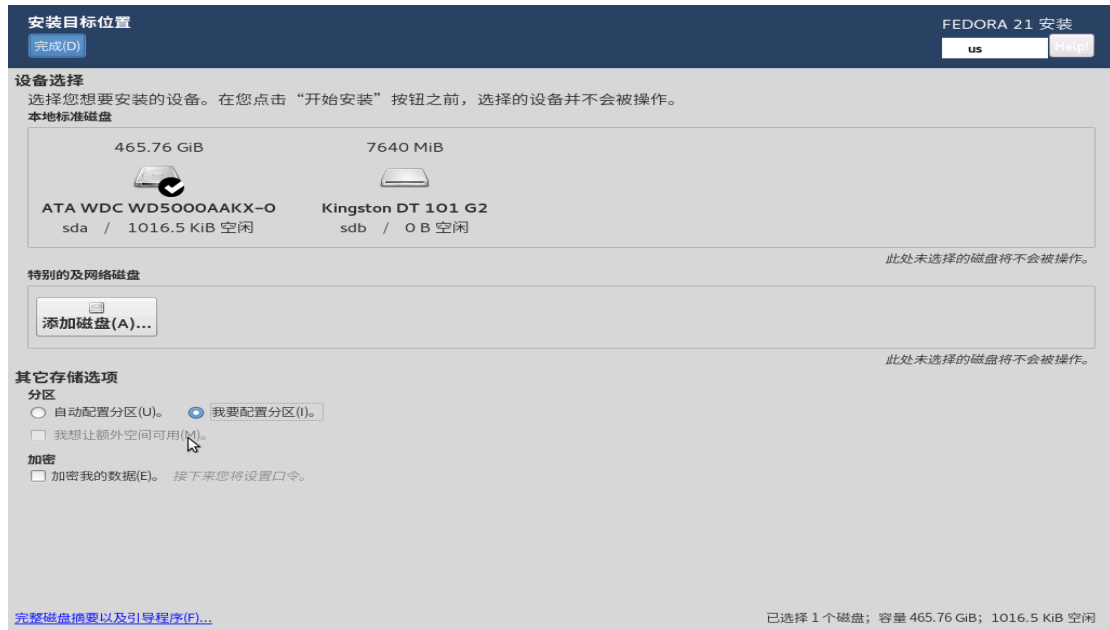 安装目标位置
FEDORA 21 安装
完成(D)
us
Help!
设备选择
选择您想要安装的设备。在您点击“开始安装”按钮之前，选择的设备并不会被操作。
本地标准磁盘
465.76 GiB
7640 MiB
ATA WDC WD5000AAKX-0
Kingston DT 101 G2
sda / 1016.5 KiB 空闲
sdb / 0 B 空闲
此处未选择的磁盘将不会被操作。
特别的及网络磁盘
添加磁盘(A)...
此处未选择的磁盘将不会被操作。
其它存储选项
分区
自动配置分区(U)。 我要配置分区(I)。
我想让额外空间可用(M)。
加密
加密我的数据(E)。 接下来您将设置口令。
完整磁盘摘要以及引导程序(F)...
已选择 1 个磁盘；容量 465.76 GiB；1016.5 KiB 空闲